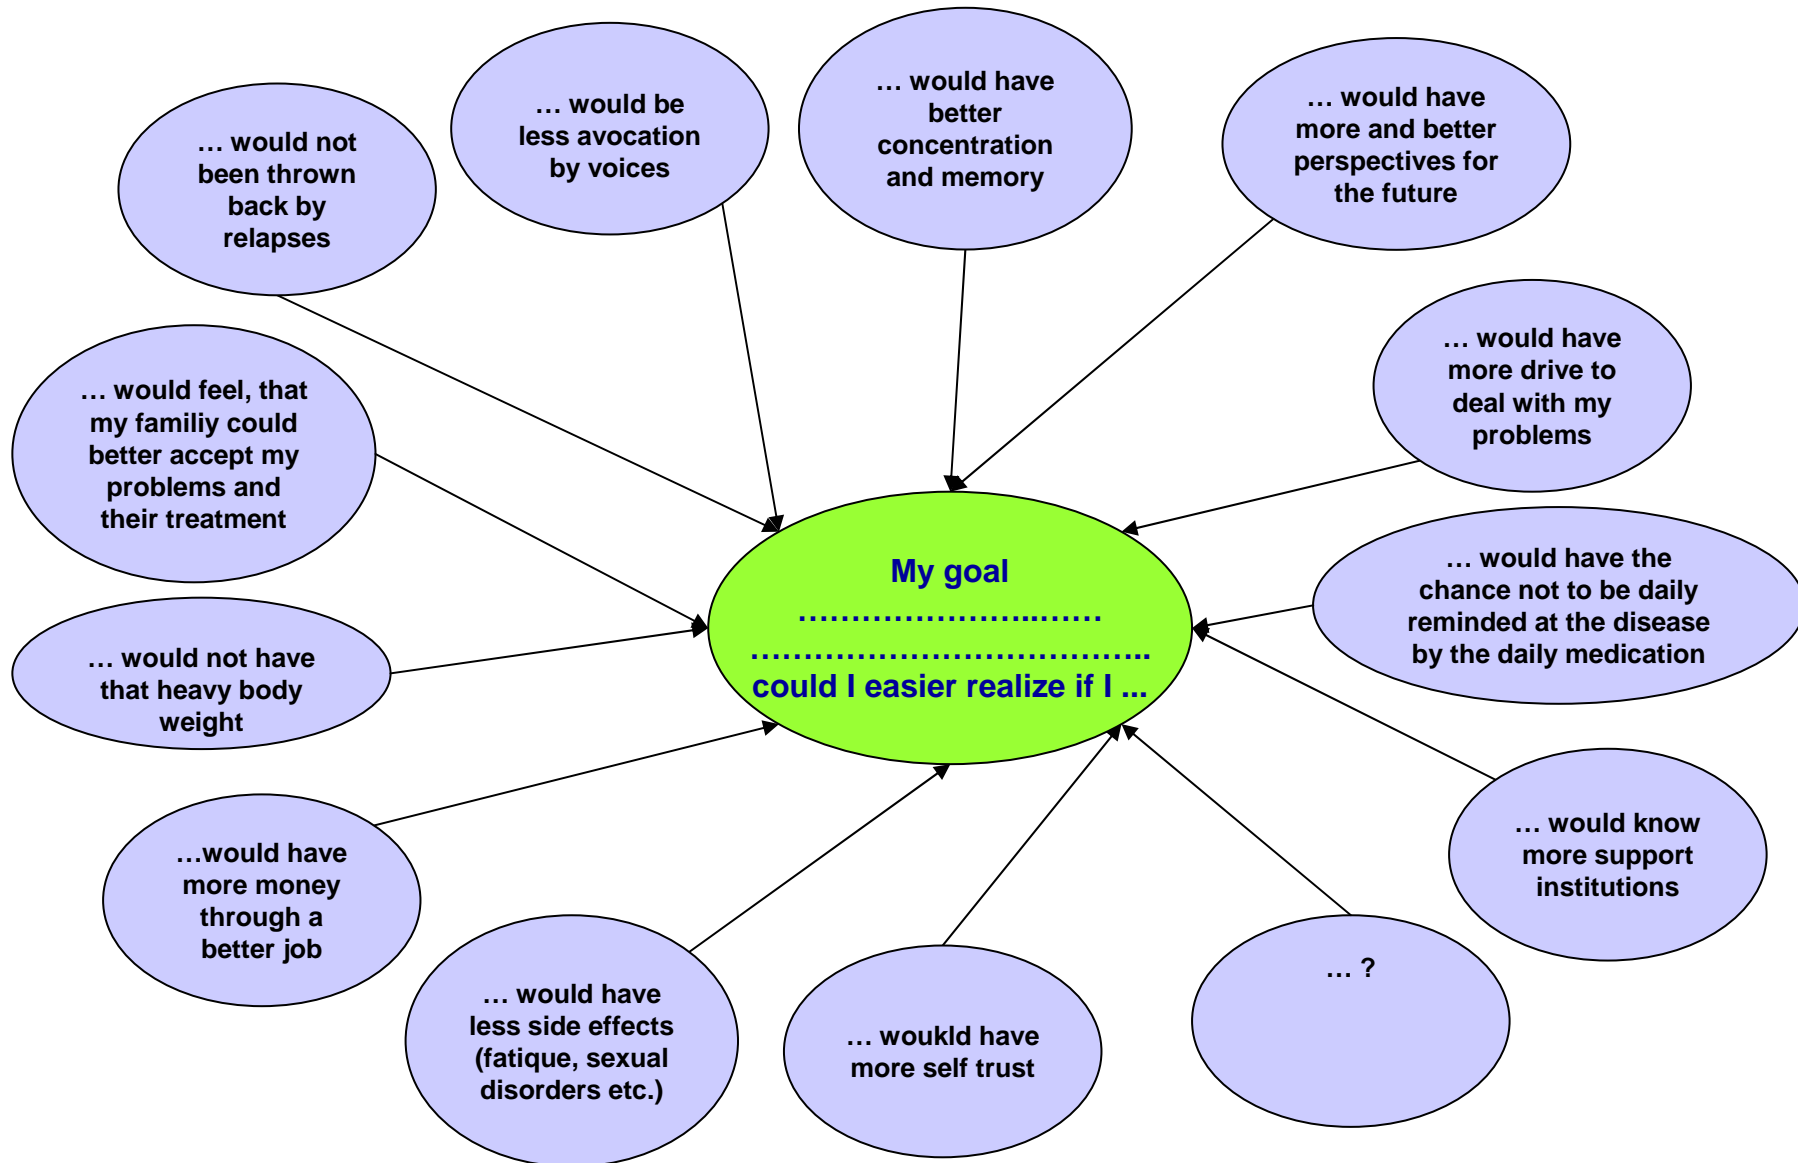 … would not
been thrown
back by
relapses
… would be
less avocation
by voices
… would have
better
concentration
and memory
… would have
more and better
perspectives for
the future
… would have
more drive to
deal with my
problems
… would feel, that
my familiy could
better accept my
problems and
their treatment
My goal
…………………...……
………………………………..
could I easier realize if I ...
… would have the
chance not to be daily
reminded at the disease
by the daily medication
… would not have
that heavy body
weight
… would know
more support
institutions
…would have
more money
through a
better job
… would have
less side effects
(fatique, sexual
disorders etc.)
… woukld have
more self trust
… ?